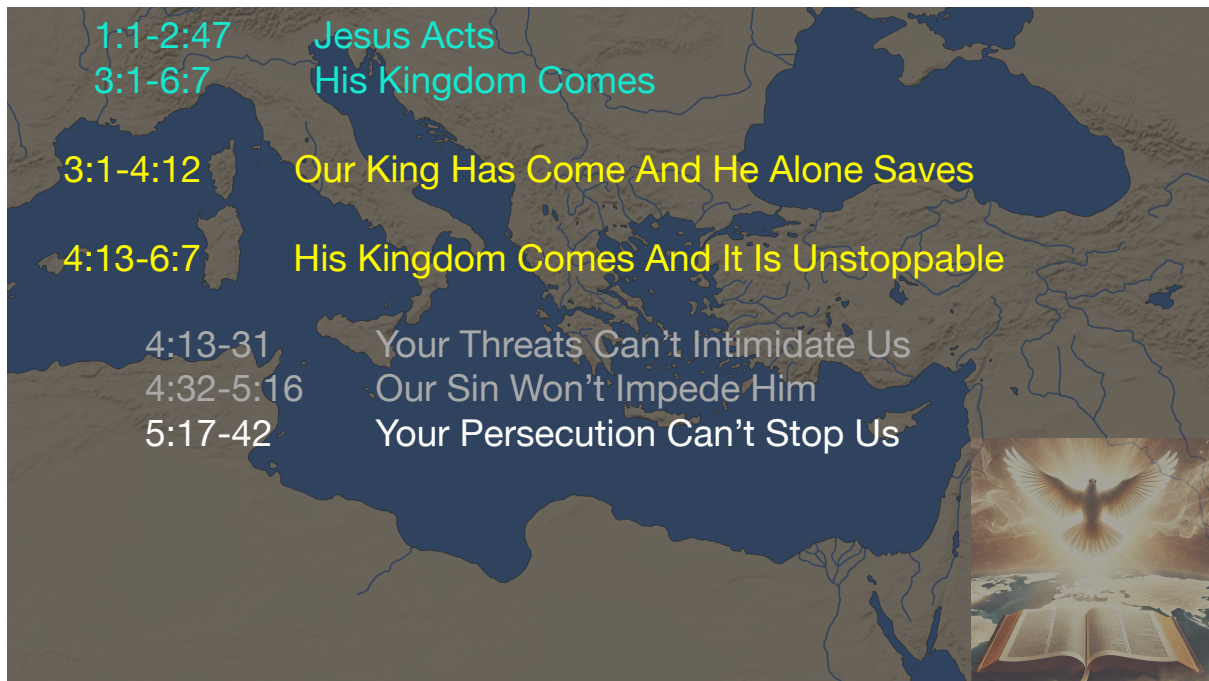 1:1-2:47 Jesus Acts
3:1-6:7 His Kingdom Comes
3:1-4:12 Our King Has Come And He Alone Saves
4:13-6:7 His Kingdom Comes And It Is Unstoppable
4:13-31 Your Threats Can’t Intimidate Us
4:32-5:16 Our Sin Won’t Impede Him
5:17-42 Your Persecution Can’t Stop Us